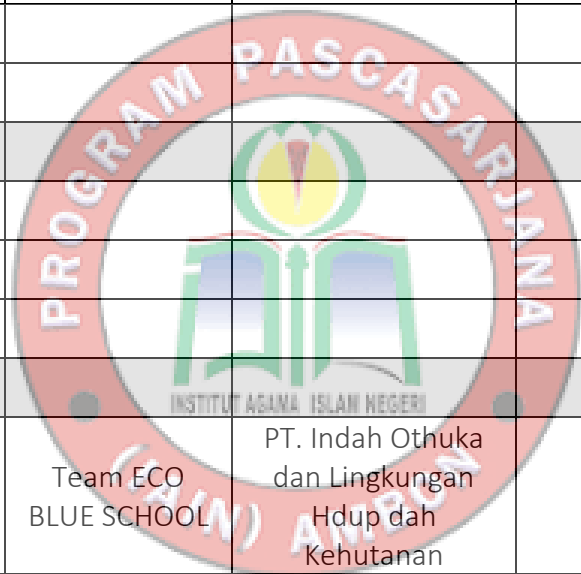 PROGRAM PASCASARJANA
INSTITUT AGAMA ISLAM NEGERI
(IAIN) AMBON
Team ECO
BLUE SCHOOL
PT. Indah Othuka
dan Lingkungan
Hdup dah
Kehutanan